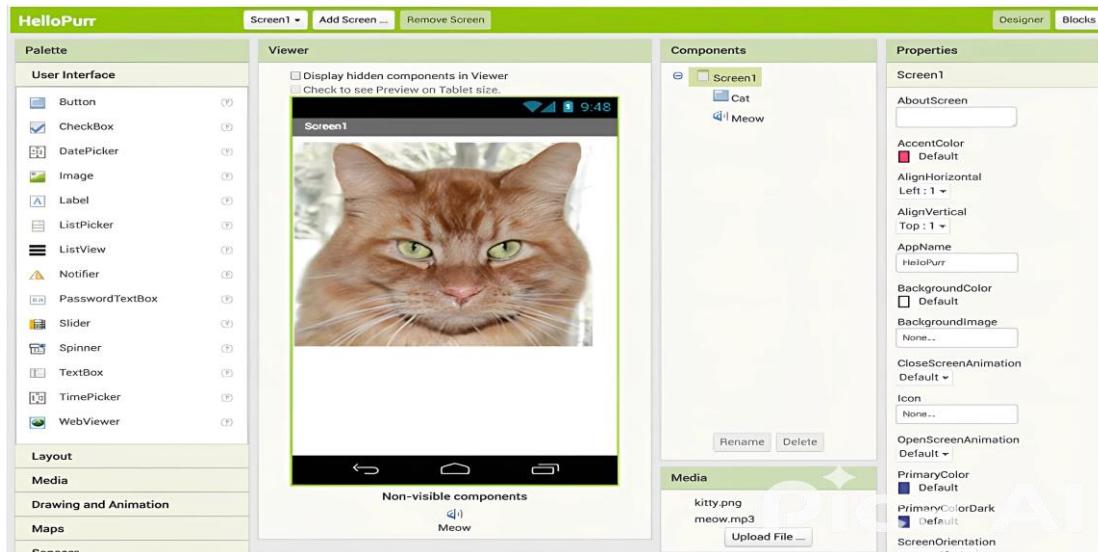 HelloPurr
Screen1
Add Screen ...
Remove Screen
Designer
Blocks
Palette
User Interface
Button
CheckBox
DatePicker
Image
Label
ListPicker
ListView
Notifier
PasswordTextBox
Slider
Spinner
TextBox
TimePicker
WebViewer
Layout
Media
Drawing and Animation
Maps
Sensors
Viewer
Display hidden components in Viewer
Check to see Preview on Tablet size.
9:48
Screen1
Non-visible components
Meow
Components
Screen1
Cat
Meow
Rename
Delete
Media
kitty.png
meow.mp3
Upload File ...
Properties
Screen1
AboutScreen
AccentColor
Default
AlignHorizontal
Left : 1
AlignVertical
Top : 1
AppName
HelloPurr
BackgroundColor
Default
BackgroundImage
None...
CloseScreenAnimation
Default
Icon
None...
OpenScreenAnimation
Default
PrimaryColor
Default
PrimaryColorDark
Default
ScreenOrientation